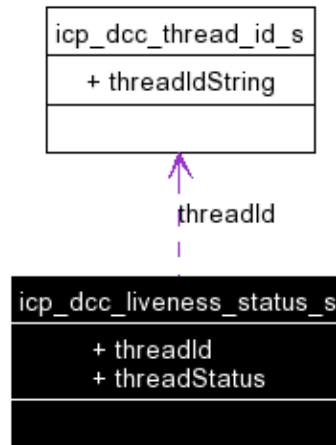 icp_dcc_thread_id_s
+ threadIdString
threadId
icp_dcc_liveness_status_s
+ threadId
+ threadStatus